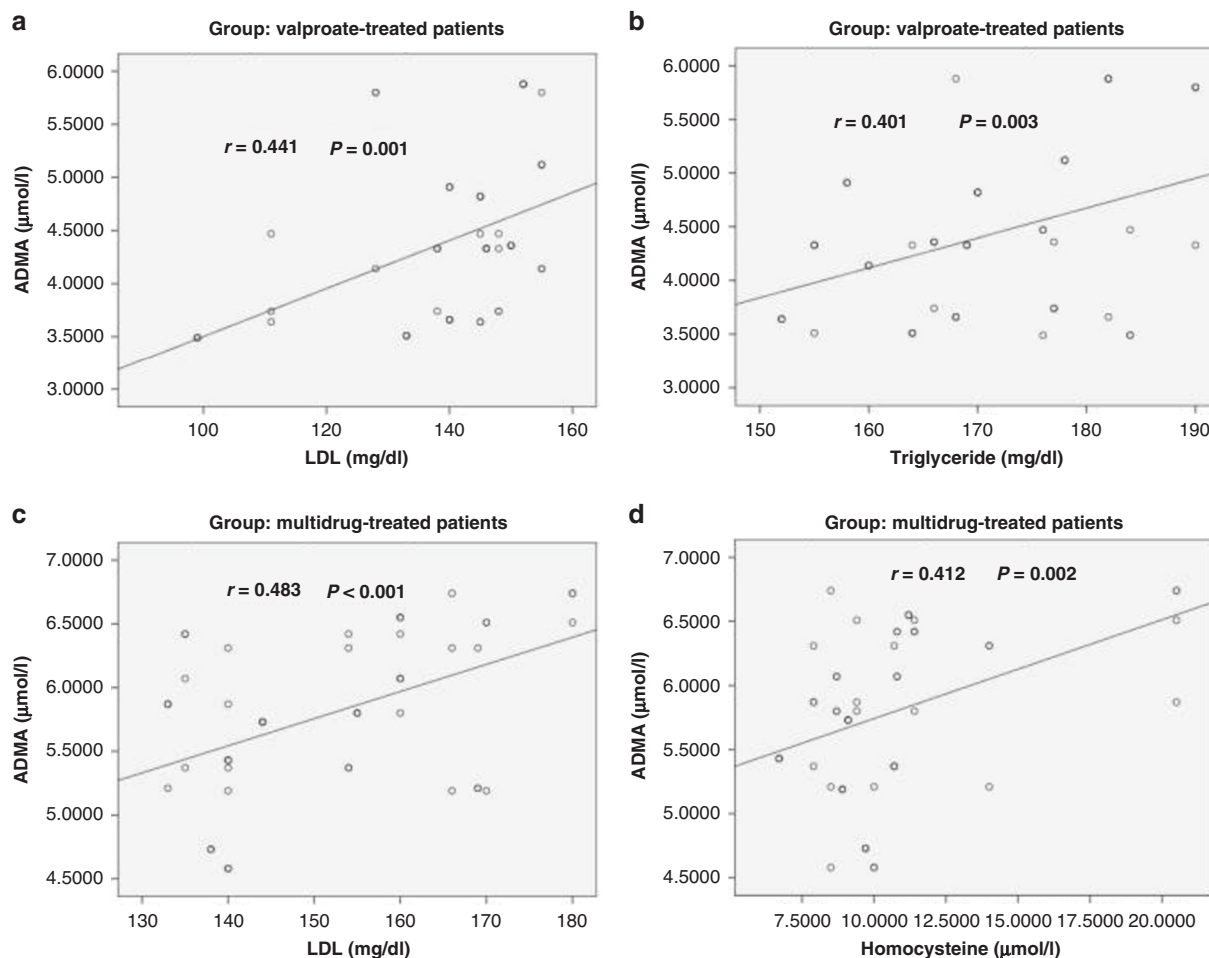 a
Group: valproate-treated patients
6.0000
5.5000
5.0000
4.5000
4.0000
3.5000
3.0000
ADMA (µmol/l)
r = 0.441 P = 0.001
100 120 140 160
LDL (mg/dl)
b
Group: valproate-treated patients
6.0000
5.5000
5.0000
4.5000
4.0000
3.5000
3.0000
ADMA (µmol/l)
r = 0.401 P = 0.003
150 160 170 180 190
Triglyceride (mg/dl)
c
Group: multidrug-treated patients
7.0000
6.5000
6.0000
5.5000
5.0000
4.5000
ADMA (µmol/l)
r = 0.483 P < 0.001
130 140 150 160 170 180
LDL (mg/dl)
d
Group: multidrug-treated patients
7.0000
6.5000
6.0000
5.5000
5.0000
4.5000
ADMA (µmol/l)
r = 0.412 P = 0.002
7.5000 10.0000 12.5000 15.0000 17.5000 20.0000
Homocysteine (µmol/l)